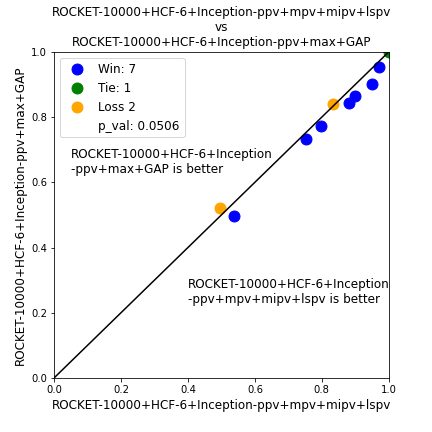 ROCKET-10000+HCF-6+Inception-ppv+mpv+mipv+lspv
vs
ROCKET-10000+HCF-6+Inception-ppv+max+GAP
Win: 7
Tie: 1
Loss 2
p_val: 0.0506
ROCKET-10000+HCF-6+Inception
-ppv+max+GAP is better
ROCKET-10000+HCF-6+Inception
-ppv+mpv+mipv+lspv is better
ROCKET-10000+HCF-6+Inception-ppv+max+GAP
1.0
0.8
0.6
0.4
0.2
0.0
0.0 0.2 0.4 0.6 0.8 1.0
ROCKET-10000+HCF-6+Inception-ppv+mpv+mipv+lspv